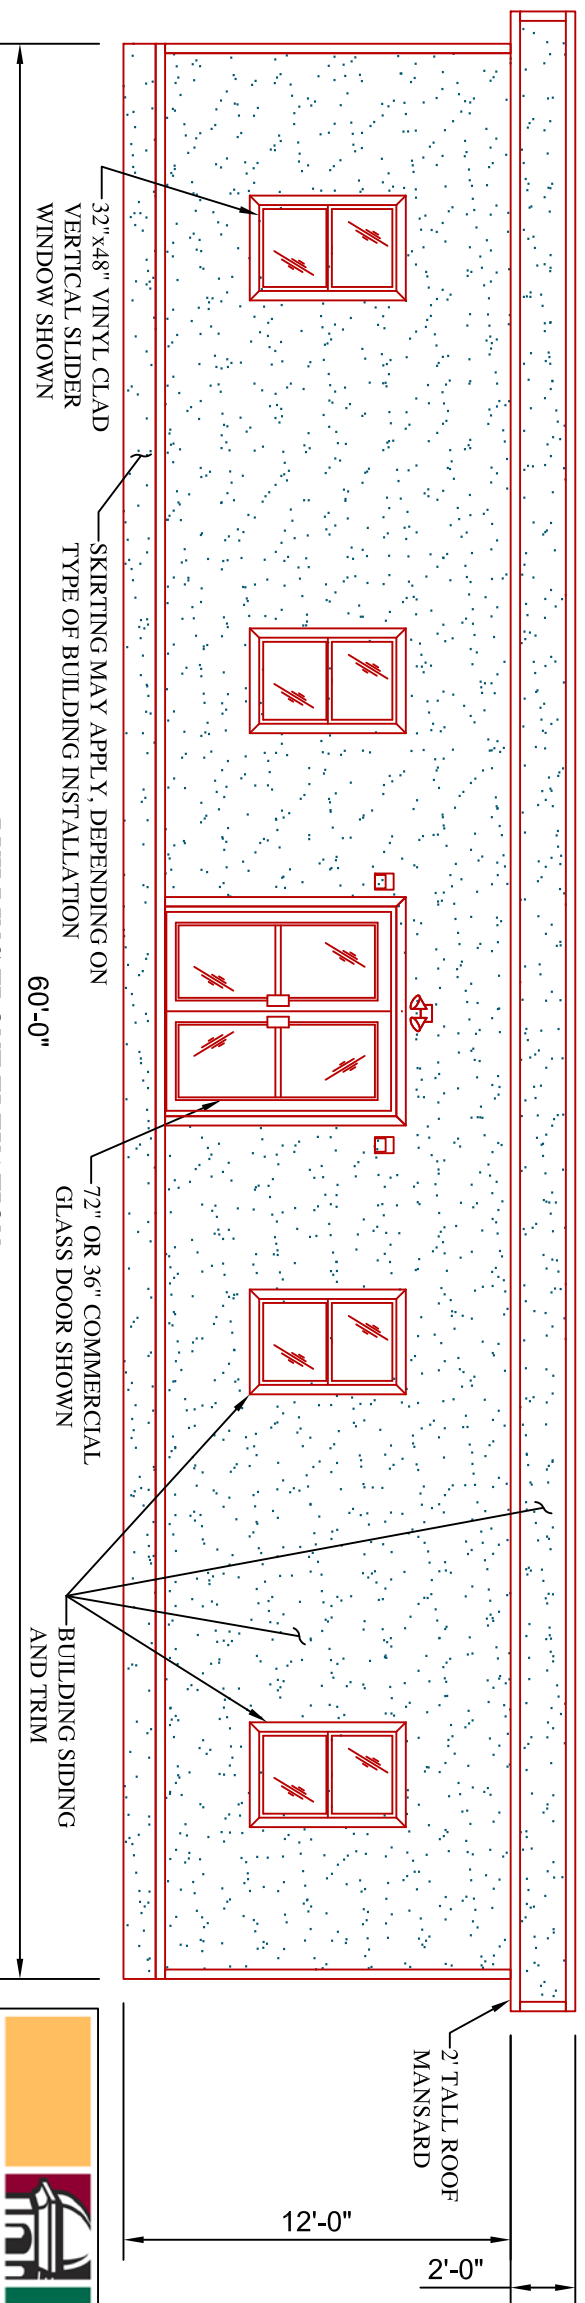 2' TALL ROOF
MANSARD
2'-0"
12'-0"
32"x48" VINYL CLAD
VERTICAL SLIDER
WINDOW SHOWN
SKIRTING MAY APPLY, DEPENDING ON
TYPE OF BUILDING INSTALLATION
72" OR 36" COMMERCIAL
GLASS DOOR SHOWN
BUILDING SIDING
AND TRIM
60'-0"